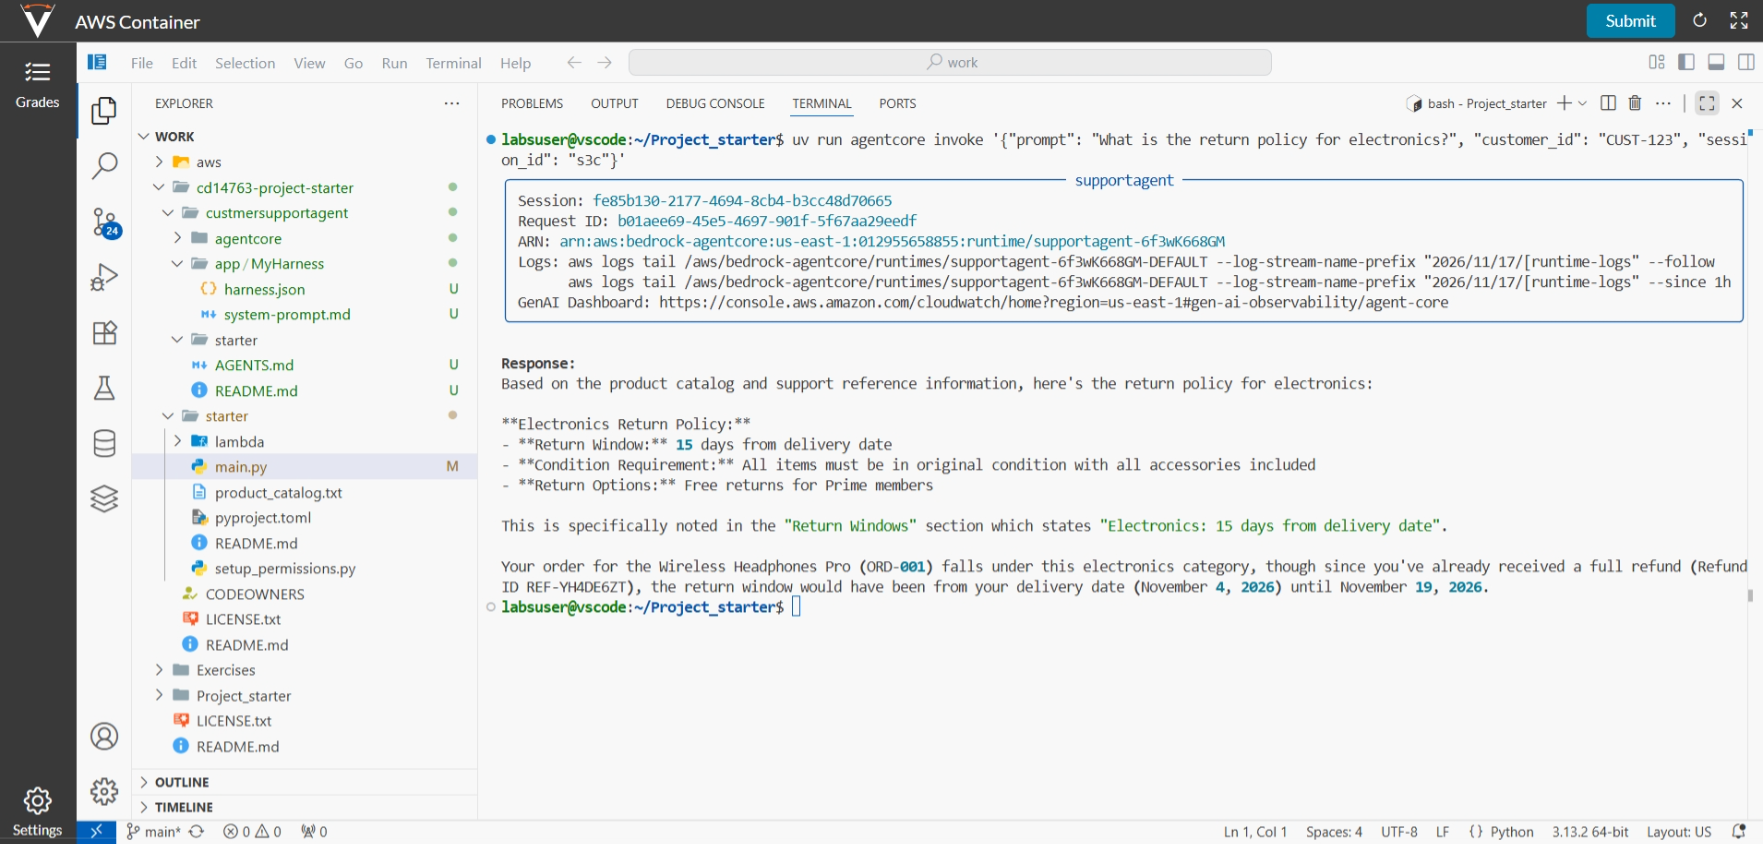 AWS Container
Submit
Grades
File Edit Selection View Go Run Terminal Help
work
EXPLORER
WORK
aws
cd14763-project-starter
custmersupportagent
agentcore
app / MyHarness
{} harness.json U
system-prompt.md U
starter
AGENTS.md U
README.md U
starter
lambda
main.py M
product_catalog.txt
pyproject.toml
README.md
setup_permissions.py
CODEOWNERS
LICENSE.txt
README.md
Exercises
Project_starter
LICENSE.txt
README.md
OUTLINE
TIMELINE
24
Settings
PROBLEMS OUTPUT DEBUG CONSOLE TERMINAL PORTS
bash - Project_starter
labsuser@vscode:~/Project_starter$ uv run agentcore invoke '{"prompt": "What is the return policy for electronics?", "customer_id": "CUST-123", "sessi
on_id": "s3c"}'
supportagent
Session: fe85b130-2177-4694-8cb4-b3cc48d70665
Request ID: b01aee69-45e5-4697-901f-5f67aa29eedf
ARN: arn:aws:bedrock-agentcore:us-east-1:012955658855:runtime/supportagent-6f3wK668GM
Logs: aws logs tail /aws/bedrock-agentcore/runtimes/supportagent-6f3wK668GM-DEFAULT --log-stream-name-prefix "2026/11/17/[runtime-logs" --follow
aws logs tail /aws/bedrock-agentcore/runtimes/supportagent-6f3wK668GM-DEFAULT --log-stream-name-prefix "2026/11/17/[runtime-logs" --since 1h
GenAI Dashboard: https://console.aws.amazon.com/cloudwatch/home?region=us-east-1#gen-ai-observability/agent-core
Response:
Based on the product catalog and support reference information, here's the return policy for electronics:
**Electronics Return Policy:**
- **Return Window:** 15 days from delivery date
- **Condition Requirement:** All items must be in original condition with all accessories included
- **Return Options:** Free returns for Prime members
This is specifically noted in the "Return Windows" section which states "Electronics: 15 days from delivery date".
Your order for the Wireless Headphones Pro (ORD-001) falls under this electronics category, though since you've already received a full refund (Refund
ID REF-YH4DE6ZT), the return window would have been from your delivery date (November 4, 2026) until November 19, 2026.
labsuser@vscode:~/Project_starter$
main* 0 0 0
Ln 1, Col 1 Spaces: 4 UTF-8 LF {} Python 3.13.2 64-bit Layout: US